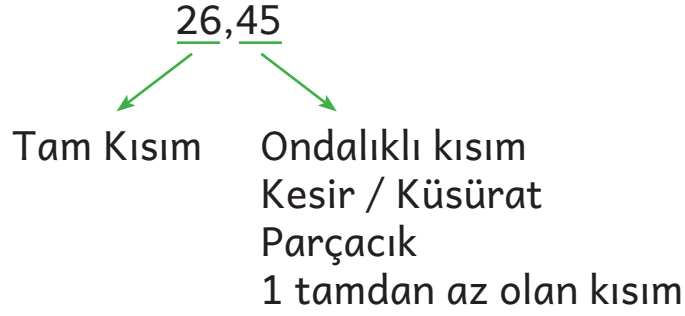 26,45
Tam Kısım
Ondalıklı kısım
Kesir / Küsürat
Parçacık
1 tamdan az olan kısım